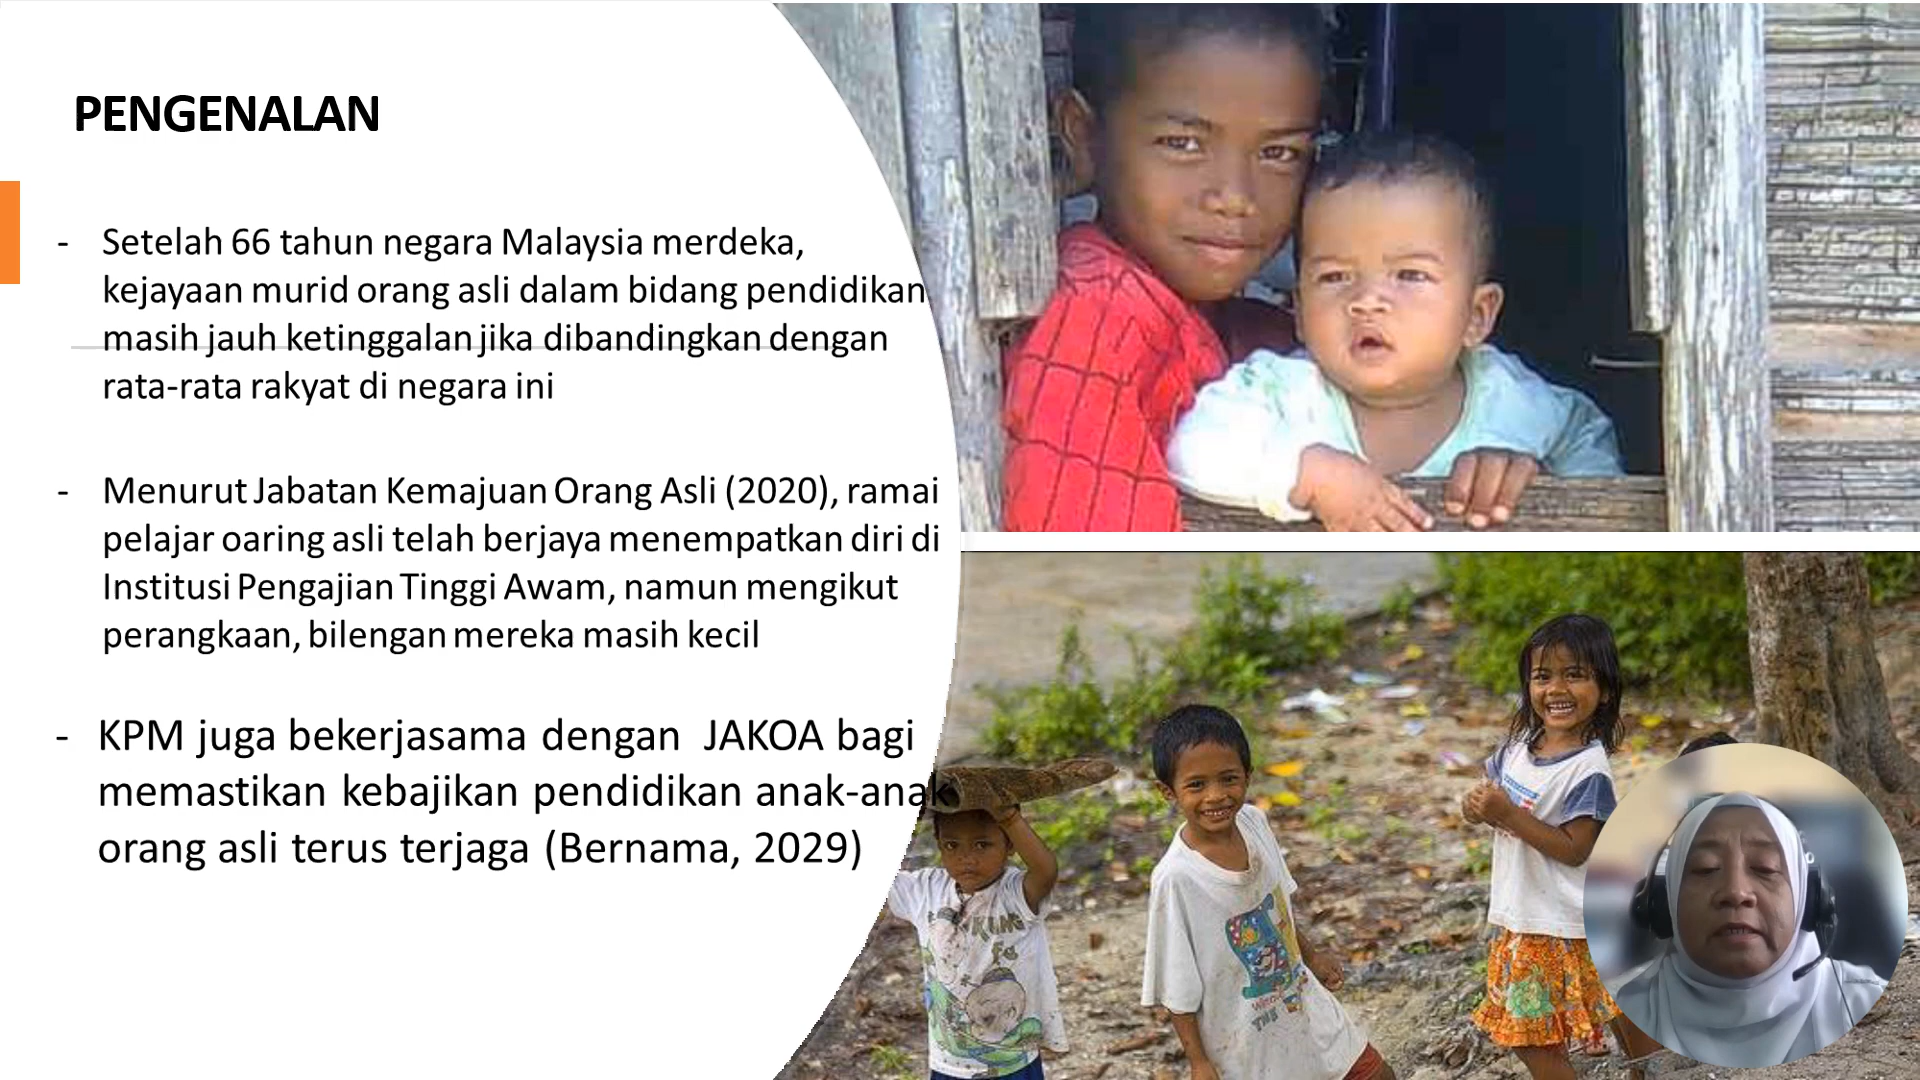 PENGENALAN
- Setelah 66 tahun negara Malaysia merdeka,
kejayaan murid orang asli dalam bidang pendidikan
masih jauh ketinggalan jika dibandingkan dengan
rata-rata rakyat di negara ini
- Menurut Jabatan Kemajuan Orang Asli (2020), ramai
pelajar oaring asli telah berjaya menempatkan diri di
Institusi Pengajian Tinggi Awam, namun mengikut
perangkaan, bilengan mereka masih kecil
- KPM juga bekerjasama dengan JAKOA bagi
memastikan kebajikan pendidikan anak-anak
orang asli terus terjaga (Bernama, 2029)